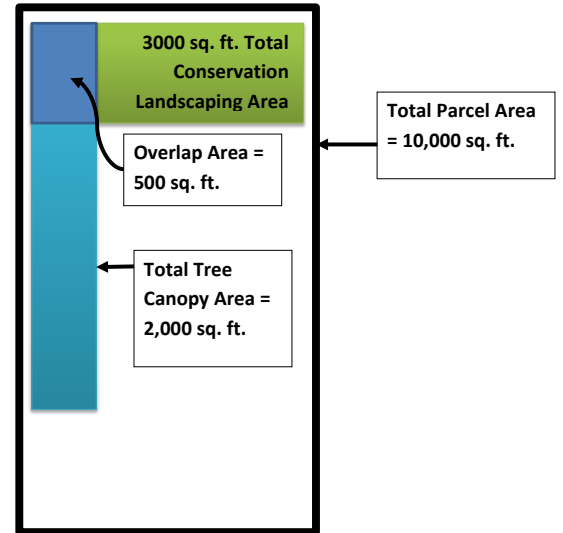 3000 sq. ft. Total
Conservation
Landscaping Area
Total Parcel Area
= 10,000 sq. ft.
Overlap Area =
500 sq. ft.
Total Tree
Canopy Area =
2,000 sq. ft.